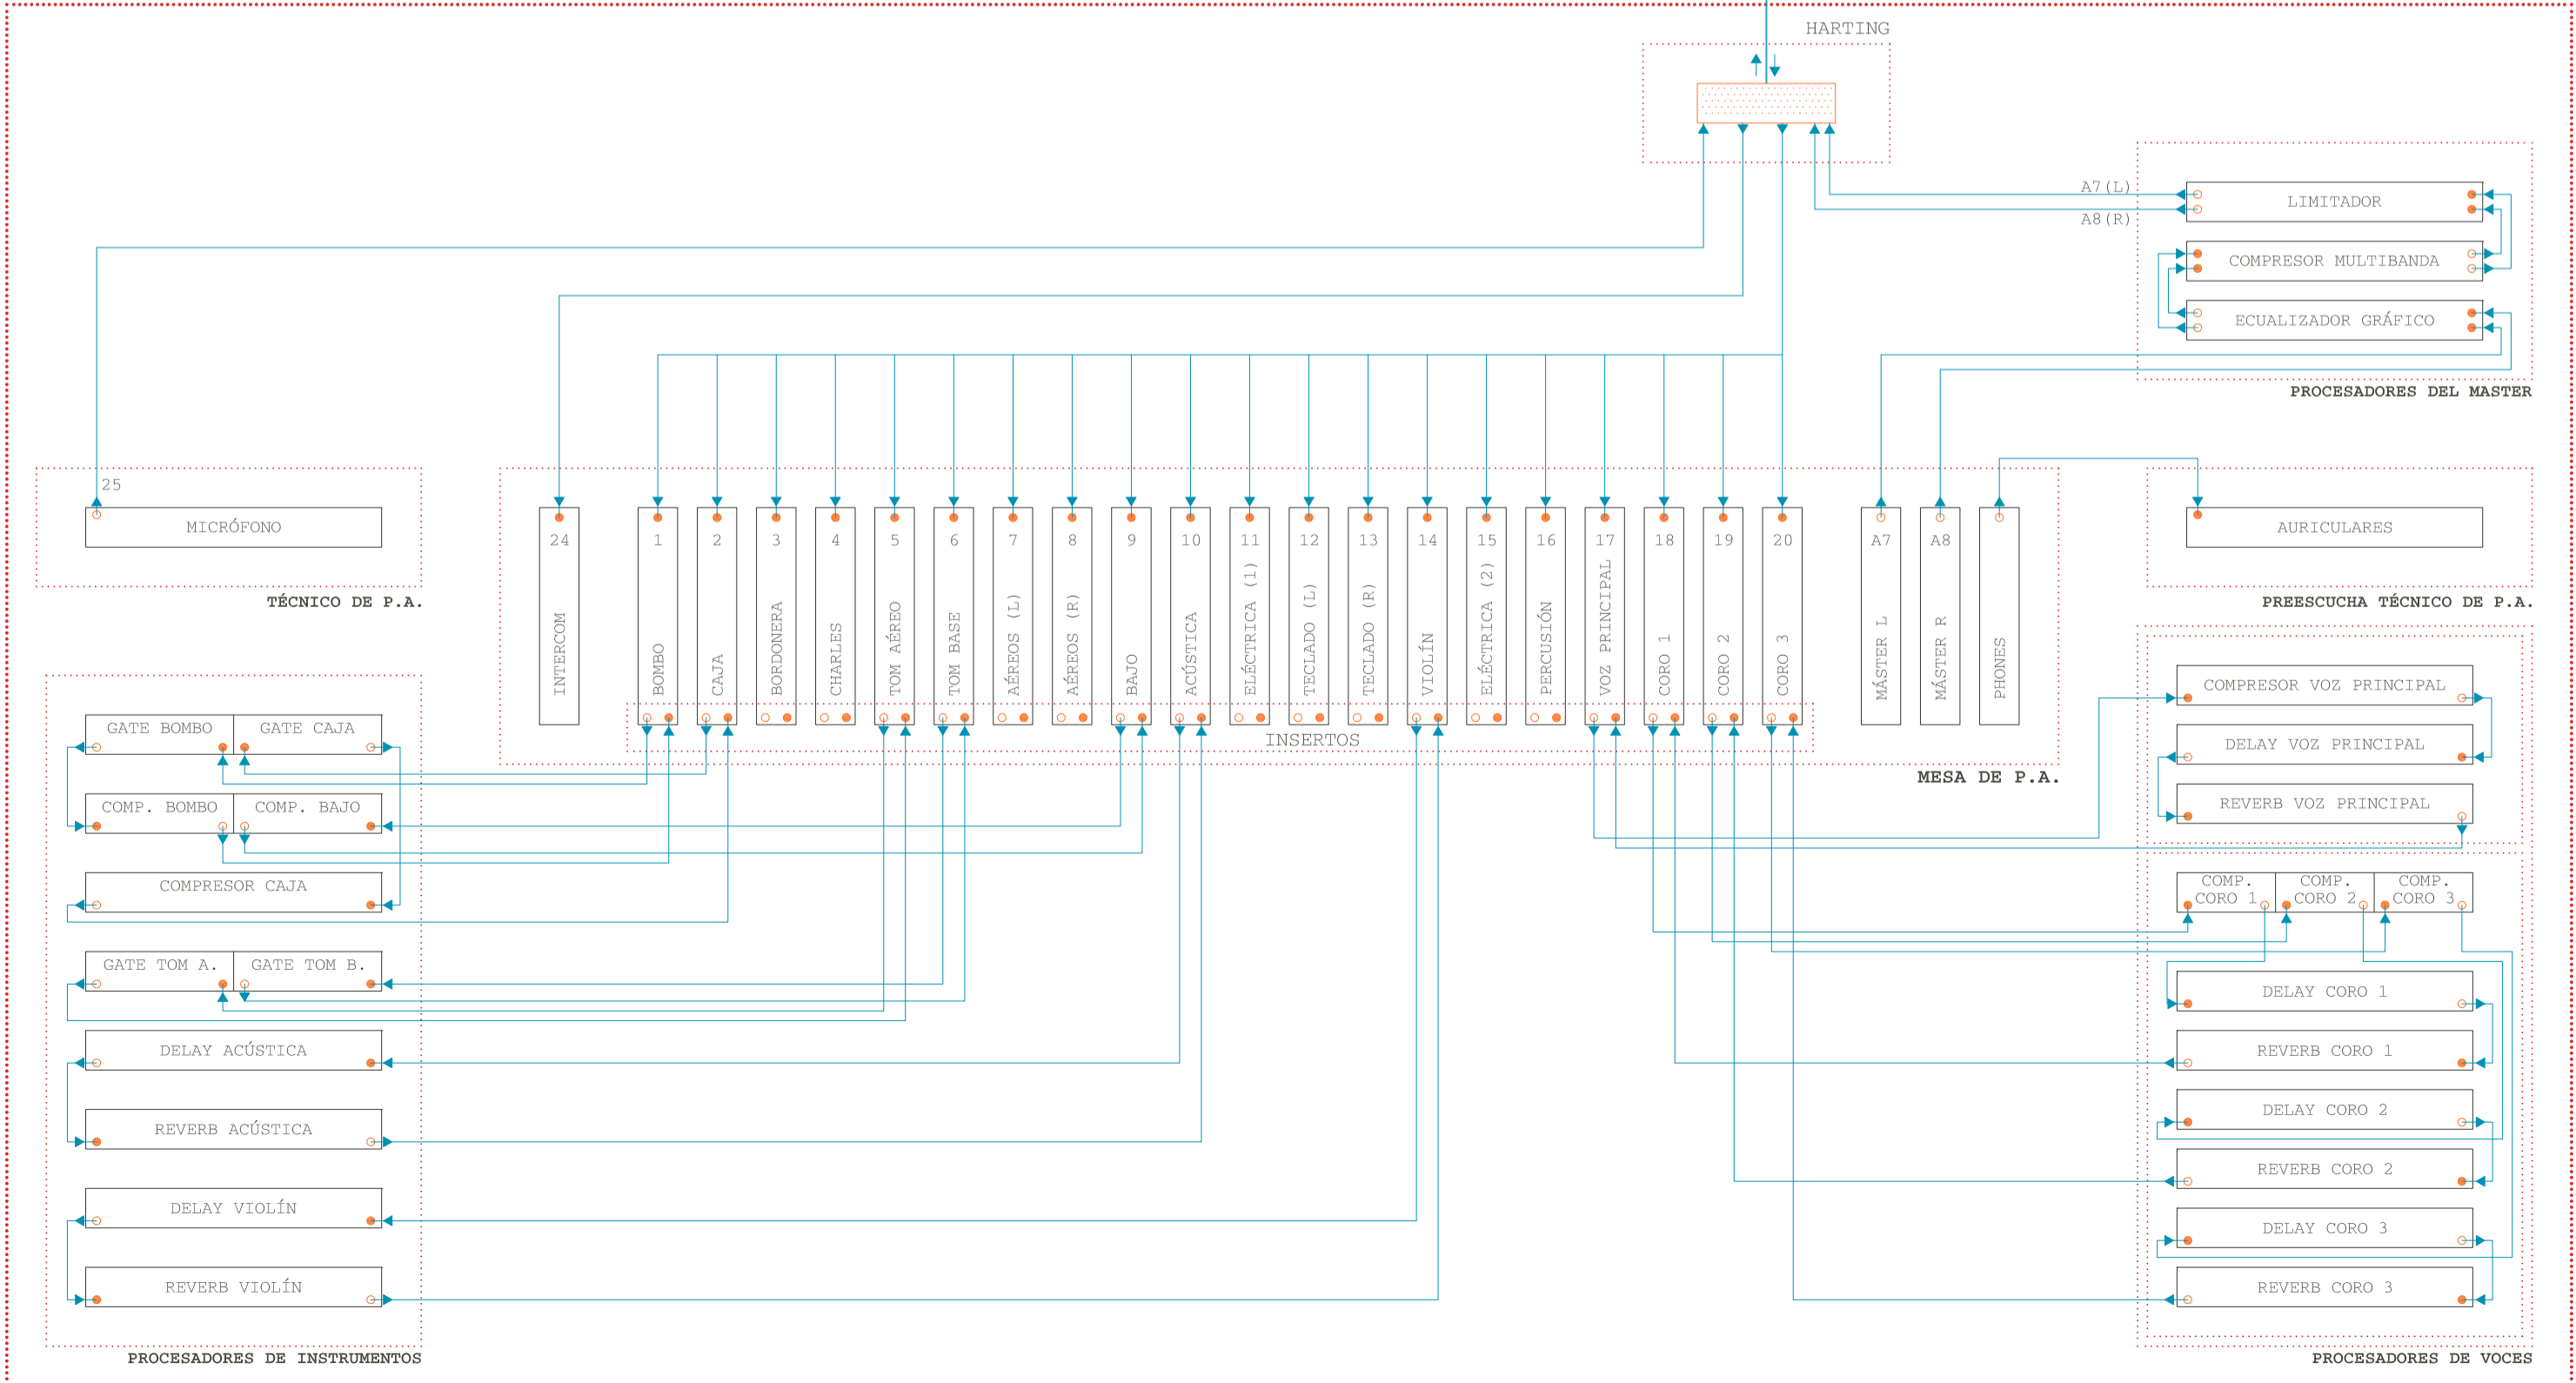 HARTING
A7(L)
A8(R)
LIMITADOR
COMPRESOR MULTIBANDA
ECUALIZADOR GRÁFICO
PROCESADORES DEL MASTER
25
MICRÓFONO
TÉCNICO DE P.A.
24
INTERCOM
1
BOMBO
2
CAJA
3
BORDONERA
4
CHARLES
5
TOM AÉREO
6
TOM BASE
7
AÉREOS (L)
8
AÉREOS (R)
9
BAJO
10
ACÚSTICA
11
ELÉCTRICA (1)
12
TECLADO (L)
13
TECLADO (R)
14
VIOLÍN
15
ELÉCTRICA (2)
16
PERCUSIÓN
17
VOZ PRINCIPAL
18
CORO 1
19
CORO 2
20
CORO 3
A7
MÁSTER L
A8
MÁSTER R
PHONES
INSERTOS
MESA DE P.A.
AURICULARES
PREESCUCHA TÉCNICO DE P.A.
GATE BOMBO
GATE CAJA
COMP. BOMBO
COMP. BAJO
COMPRESOR CAJA
GATE TOM A.
GATE TOM B.
DELAY ACÚSTICA
REVERB ACÚSTICA
DELAY VIOLÍN
REVERB VIOLÍN
PROCESADORES DE INSTRUMENTOS
COMPRESOR VOZ PRINCIPAL
DELAY VOZ PRINCIPAL
REVERB VOZ PRINCIPAL
COMP.
CORO 1
COMP.
CORO 2
COMP.
CORO 3
DELAY CORO 1
REVERB CORO 1
DELAY CORO 2
REVERB CORO 2
DELAY CORO 3
REVERB CORO 3
PROCESADORES DE VOCES